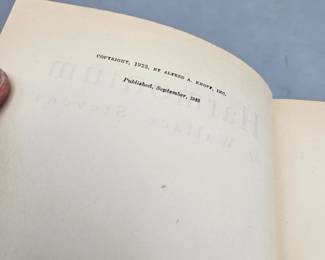 COPYRIGHT, 1923, BY ALFRED A. KNOPF, INC.
Published, September, 1923